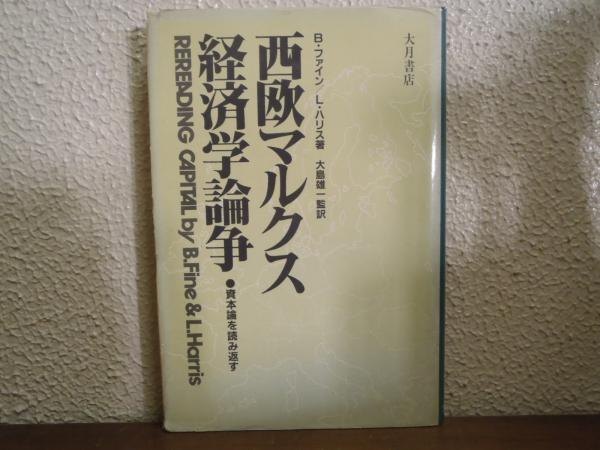 大月書店
B・ファイン/L・ハリス著 大島雄一監訳
西欧マルクス
経済学論争
●資本論を読み返す
REREADING CAPITAL by B.Fine & L.Harris